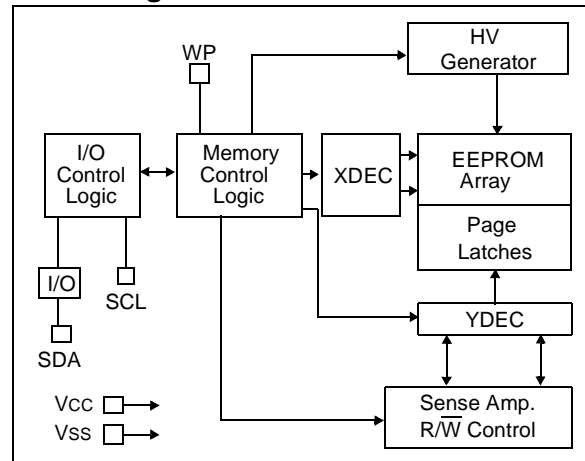 WP
HV
Generator
I/O
Control
Logic
Memory
Control
Logic
XDEC
EEPROM
Array
Page
Latches
I/O
SCL
SDA
YDEC
VCC
VSS
Sense Amp.
R/W̅ Control